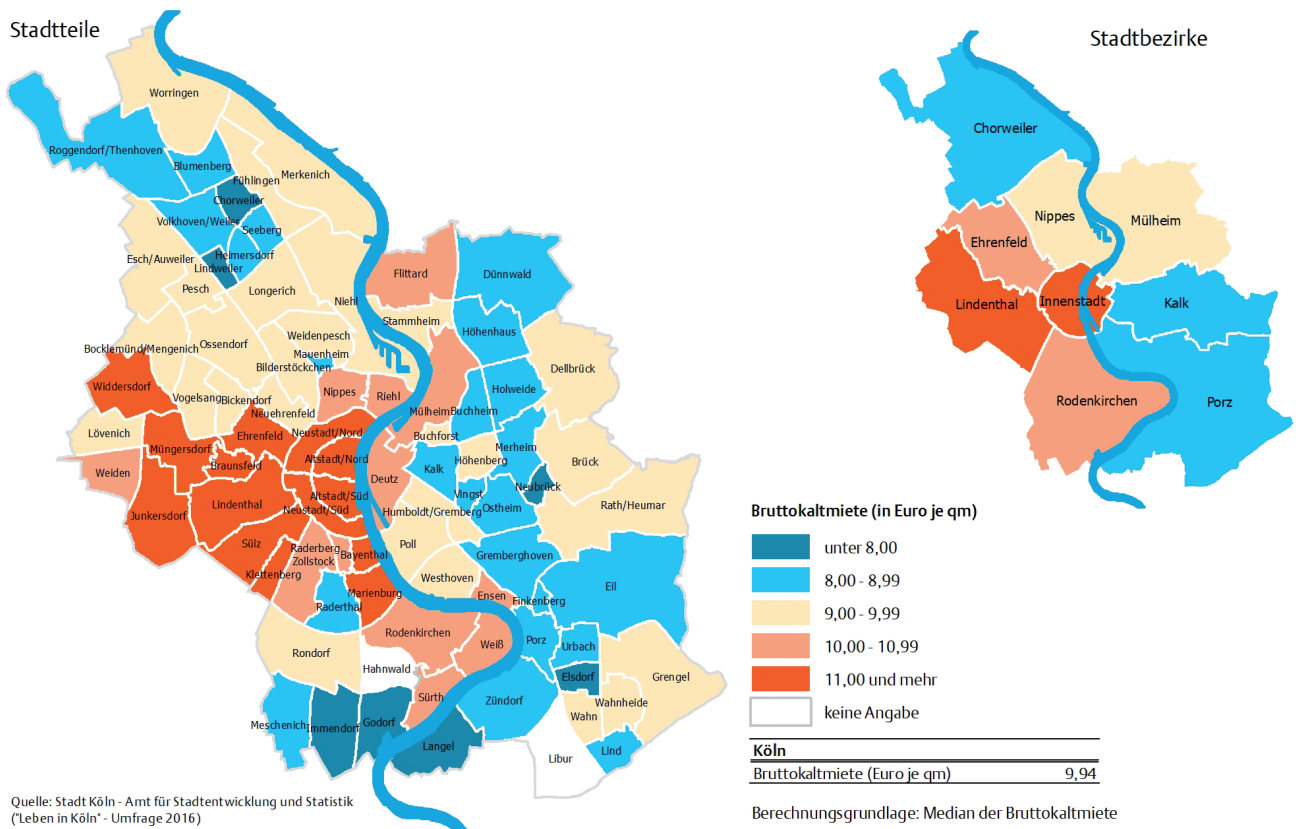 Stadtteile
Stadtbezirke
Worringen
Roggendorf/Thenhoven
Blumenberg
Fühlingen
Merkenich
Chorweiler
Volkhoven/Weiler
Seeberg
Heimersdorf
Lindweiler
Esch/Auweiler
Pesch
Longerich
Niehl
Flittard
Dünnwald
Stammheim
Höhenhaus
Weidenpesch
Ossendorf
Bocklemünd/Mengenich
Mauenheim
Bilderstöckchen
Dellbrück
Widdersdorf
Nippes
Riehl
Holweide
Vogelsang
Bickendorf
Neuehrenfeld
Mülheim
Buchheim
Lövenich
Ehrenfeld
Neustadt/Nord
Buchforst
Müngersdorf
Altstadt/Nord
Merheim
Höhenberg
Brück
Braunsfeld
Kalk
Weiden
Deutz
Neubrück
Vingst
Lindenthal
Altstadt/Süd
Rath/Heumar
Neustadt/Süd
Humboldt/Gremberg
Ostheim
Junkersdorf
Sülz
Poll
Raderberg
Zollstock
Bayenthal
Gremberghoven
Klettenberg
Westhoven
Eil
Marienburg
Raderthal
Ensen
Finkenberg
Rodenkirchen
Weiß
Porz
Urbach
Rondorf
Hahnwald
Elsdorf
Grengel
Sürth
Zündorf
Wahnheide
Wahn
Meschenich
Immendorf
Godorf
Langel
Lind
Libur
Chorweiler
Nippes
Mülheim
Ehrenfeld
Lindenthal
Innenstadt
Kalk
Rodenkirchen
Porz
Bruttokaltmiete (in Euro je qm)
unter 8,00
8,00 - 8,99
9,00 - 9,99
10,00 - 10,99
11,00 und mehr
keine Angabe
Köln
Bruttokaltmiete (Euro je qm) 9,94
Berechnungsgrundlage: Median der Bruttokaltmiete
Quelle: Stadt Köln - Amt für Stadtentwicklung und Statistik
("Leben in Köln" - Umfrage 2016)